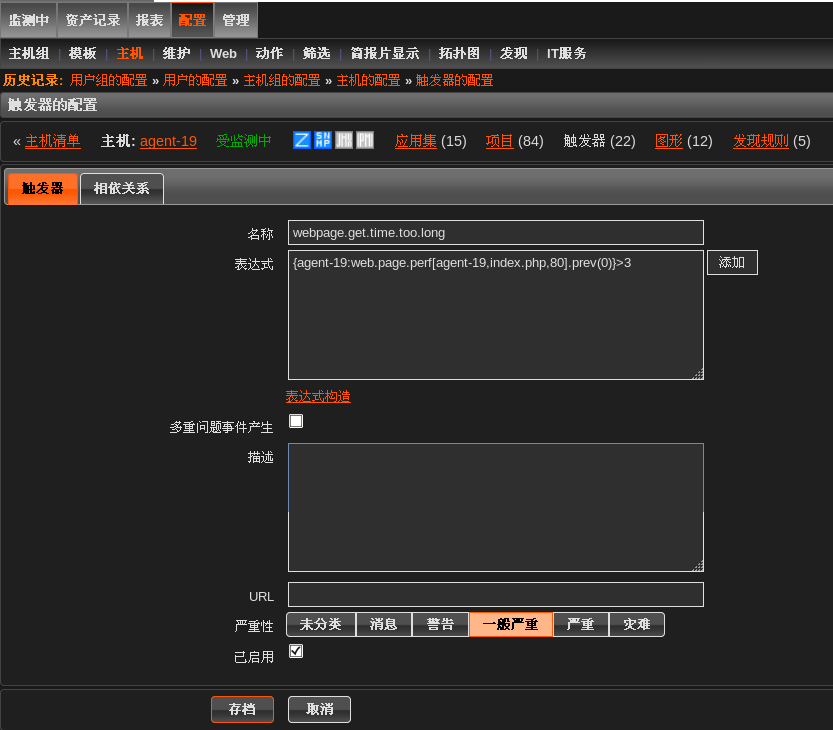 监测中 资产记录 报表 配置 管理
主机组 | 模板 | 主机 | 维护 | Web | 动作 | 筛选 | 简报片显示 | 拓扑图 | 发现 | IT服务
历史记录: 用户组的配置 » 用户的配置 » 主机组的配置 » 主机的配置 » 触发器的配置
触发器的配置
« 主机清单 主机: agent-19 受监测中 Z SNMP JMX IPMI 应用集 (15) 项目 (84) 触发器 (22) 图形 (12) 发现规则 (5)
触发器 相依关系
名称 webpage.get.time.too.long
表达式 {agent-19:web.page.perf[agent-19,index.php,80].prev(0)}>3 添加
表达式构造
多重问题事件产生
描述
URL
严重性 未分类 消息 警告 一般严重 严重 灾难
已启用
存档 取消